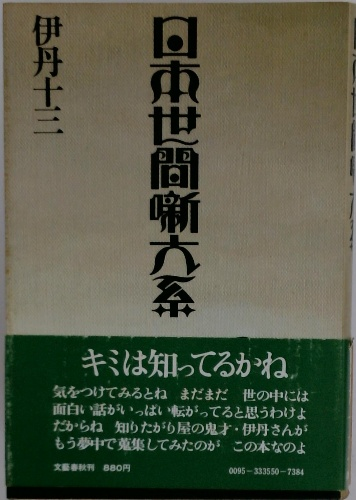 日本世間噺大系
伊丹十三
キミは知ってるかね
気をつけてみるとね まだまだ 世の中には
面白い話がいっぱい転がってると思うわけよ
だからね 知りたがり屋の鬼才・伊丹さんが
もう夢中で蒐集してみたのが この本なのよ
文藝春秋刊 880円
0095-333550-7384